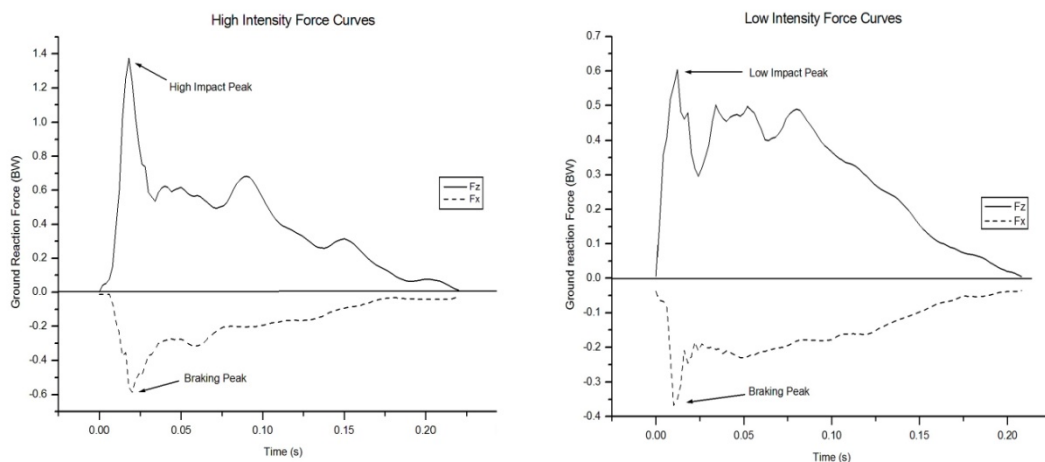 High Intensity Force Curves
1.4
1.2
1.0
0.8
0.6
0.4
0.2
0.0
-0.2
-0.4
-0.6
Ground Reaction Force (BW)
High Impact Peak
Fz
Fx
Braking Peak
0.00
0.05
0.10
0.15
0.20
Time (s)
Low Intensity Force Curves
0.7
0.6
0.5
0.4
0.3
0.2
0.1
0.0
-0.1
-0.2
-0.3
-0.4
Ground reaction Force (BW)
Low Impact Peak
Fz
Fx
Braking Peak
0.00
0.05
0.10
0.15
0.20
Time (s)